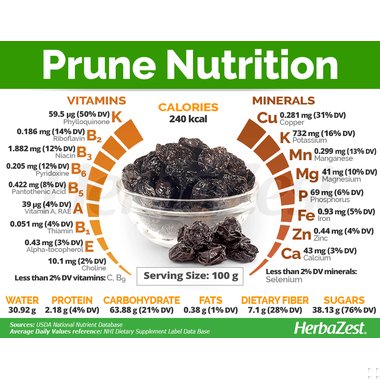 Prune Nutrition
VITAMINS
59.5 µg (50% DV) K
Phylloquinone
0.186 mg (14% DV) B2
Riboflavin
1.882 mg (12% DV) B3
Niacin
0.205 mg (12% DV) B6
Pyridoxine
0.422 mg (8% DV) B5
Pantothenic Acid
39 µg (4% DV) A
Vitamin A, RAE
0.051 mg (4% DV) B1
Thiamin
0.43 mg (3% DV) E
Alpha-tocopherol
10.1 mg (2% DV)
Choline
Less than 2% DV vitamins: C, B9
CALORIES
240 kcal
Serving Size: 100 g
MINERALS
Cu 0.281 mg (31% DV)
Copper
K 732 mg (16% DV)
Potassium
Mn 0.299 mg (13% DV)
Manganese
Mg 41 mg (10% DV)
Magnesium
P 69 mg (6% DV)
Phosphorus
Fe 0.93 mg (5% DV)
Iron
Zn 0.44 mg (4% DV)
Zinc
Ca 43 mg (3% DV)
Calcium
Less than 2% DV minerals:
Selenium
WATER PROTEIN CARBOHYDRATE FATS DIETARY FIBER SUGARS
30.92 g 2.18 g (4% DV) 63.88 g (21% DV) 0.38 g (1% DV) 7.1 g (28% DV) 38.13 g (76% DV)
Sources: USDA National Nutrient Database
Average Daily Values reference: NHI Dietary Supplement Label Data Base
HerbaZest.